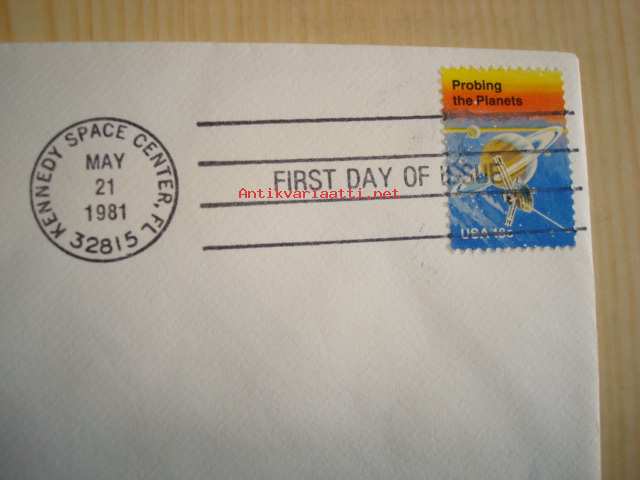 Probing
the Planets
KENNEDY SPACE CENTER, FL
MAY
21
1981
32815
FIRST DAY OF ISSUE
Antikvariaatti.net
USA 18c